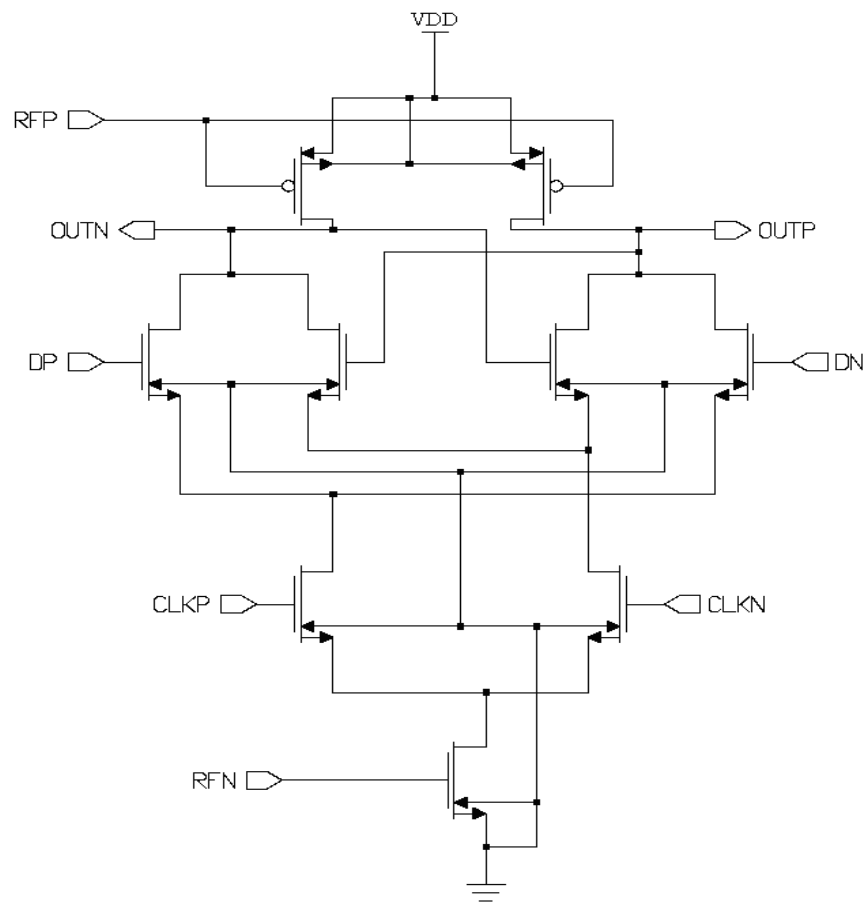 VDD
RFP
OUTN
OUTP
DP
DN
CLKP
CLKN
RFN